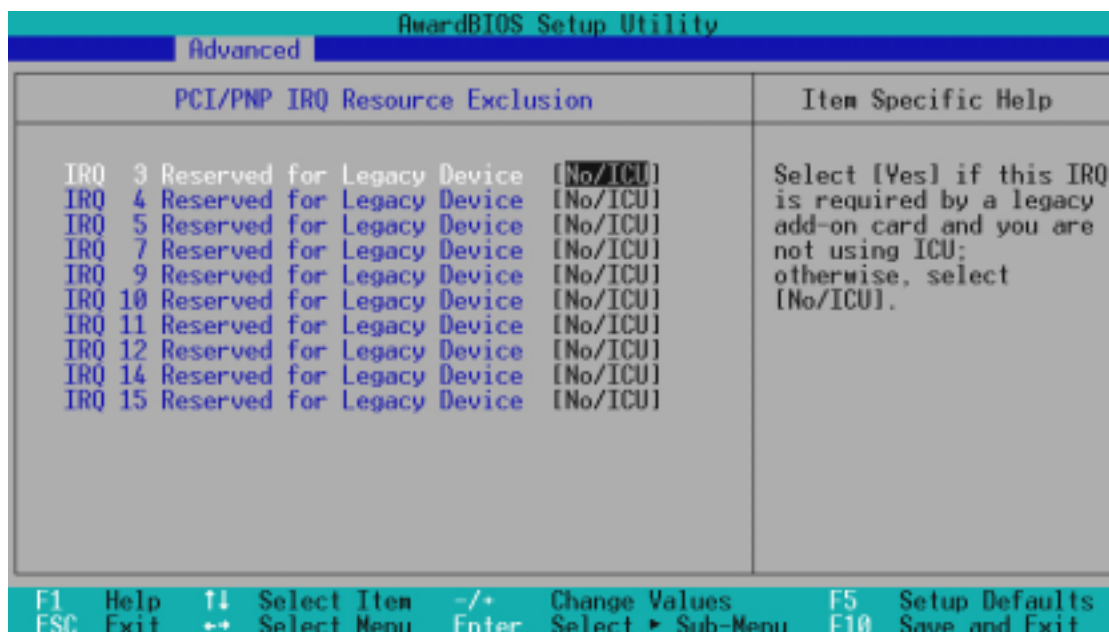 AwardBIOS Setup Utility
Advanced
PCI/PNP IRQ Resource Exclusion
IRQ 3 Reserved for Legacy Device [No/ICU]
IRQ 4 Reserved for Legacy Device [No/ICU]
IRQ 5 Reserved for Legacy Device [No/ICU]
IRQ 7 Reserved for Legacy Device [No/ICU]
IRQ 9 Reserved for Legacy Device [No/ICU]
IRQ 10 Reserved for Legacy Device [No/ICU]
IRQ 11 Reserved for Legacy Device [No/ICU]
IRQ 12 Reserved for Legacy Device [No/ICU]
IRQ 14 Reserved for Legacy Device [No/ICU]
IRQ 15 Reserved for Legacy Device [No/ICU]
Item Specific Help
Select [Yes] if this IRQ
is required by a legacy
add-on card and you are
not using ICU;
otherwise, select
[No/ICU].
F1 Help ↑↓ Select Item -/+ Change Values F5 Setup Defaults
ESC Exit ←→ Select Menu Enter Select ► Sub-Menu F10 Save and Exit